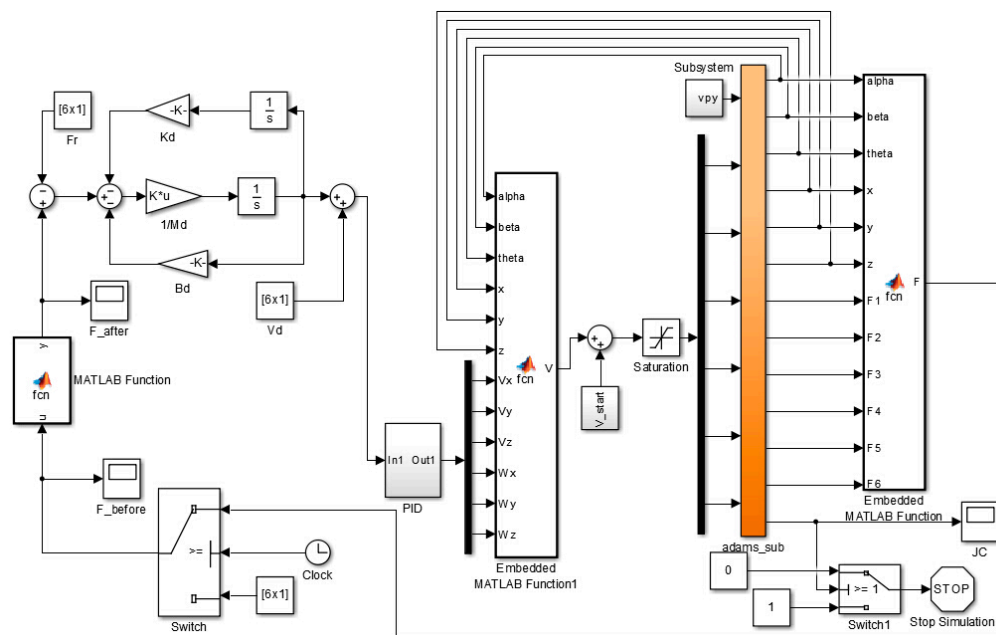 Subsystem
vpy
alpha
beta
theta
x
y
z
F1
F2
F3
F4
F5
F6
fcn
F
Embedded
MATLAB Function
adams_sub
[6x1]
Fr
-K-
Kd
1
s
K*u
1/Md
1
s
-K-
Bd
[6x1]
Vd
F_after
y
fcn
u
MATLAB Function
F_before
>=
Switch
Clock
[6x1]
In1 Out1
PID
alpha
beta
theta
x
y
z
Vx
Vy
Vz
Wx
Wy
Wz
fcn
V
Embedded
MATLAB Function1
V_start
Saturation
JC
0
1
>= 1
Switch1
STOP
Stop Simulation